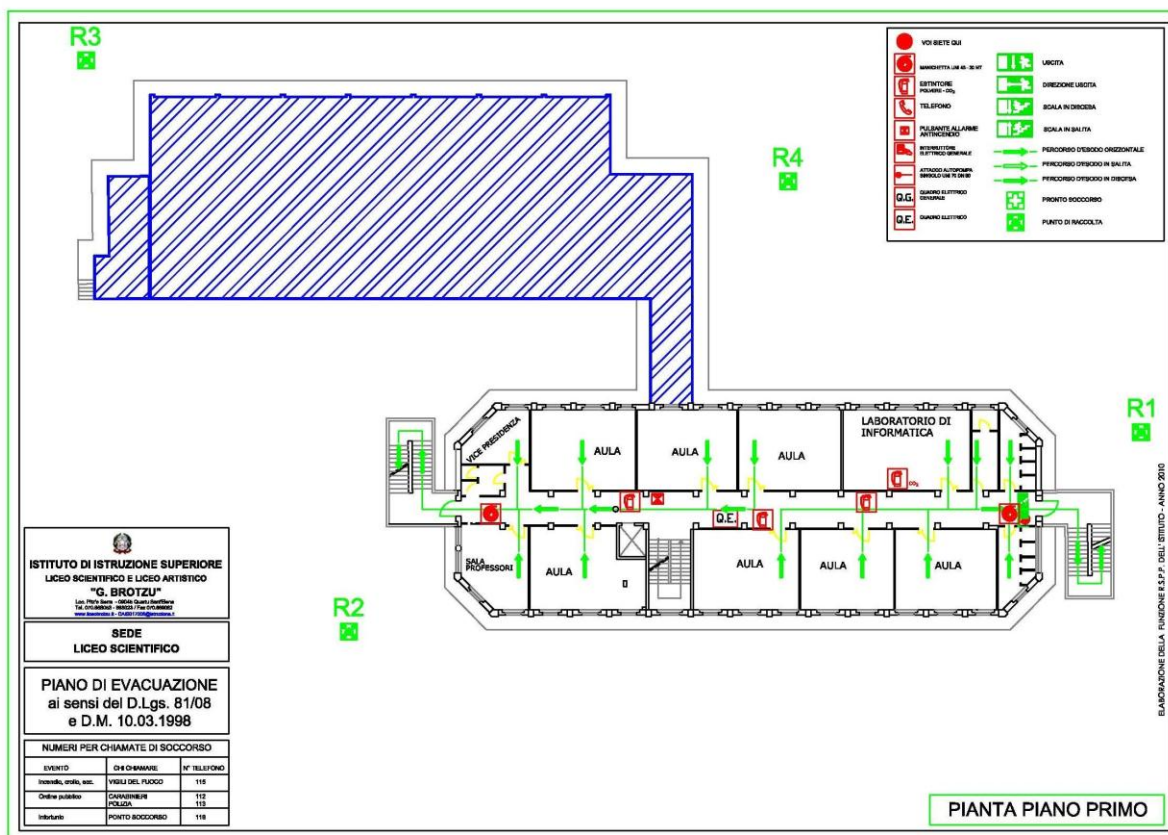 R3
R4
R1
R2
VOI SIETE QUI
MANICHETTA UNI 45 - 20 MT
ESTINTORE
POLVERE - CO₂
TELEFONO
PULSANTE ALLARME
ANTINCENDIO
INTERRUTTORE
ELETTRICO GENERALE
ATTACCO AUTOPOMPA
Q.G.
QUADRO ELETTRICO
GENERALE
Q.E.
QUADRO ELETTRICO
USCITA
DIREZIONE USCITA
SCALA IN DISCESA
SCALA IN SALITA
PERCORSO D'ESODO ORIZZONTALE
PERCORSO D'ESODO IN SALITA
PERCORSO D'ESODO IN DISCESA
PRONTO SOCCORSO
PUNTO DI RACCOLTA
VICE PRESIDENZA
AULA
AULA
AULA
LABORATORIO DI
INFORMATICA
CO₂
Q.E.
SALA
PROFESSORI
AULA
AULA
AULA
AULA
ISTITUTO DI ISTRUZIONE SUPERIORE
LICEO SCIENTIFICO E LICEO ARTISTICO
"G. BROTZU"
SEDE
LICEO SCIENTIFICO
PIANO DI EVACUAZIONE
ai sensi del D.Lgs. 81/08
e D.M. 10.03.1998
NUMERI PER CHIAMATE DI SOCCORSO
EVENTO CHI CHIAMARE N° TELEFONO
Incendio, crollo, ecc. VIGILI DEL FUOCO 115
Ordine pubblico CARABINIERI 112
POLIZIA 113
Infortunio PONTO SOCCORSO 118
ELABORAZIONE DELLA FUNZIONE R.S.P.P. DELL'ISTITUTO - ANNO 2010
PIANTA PIANO PRIMO